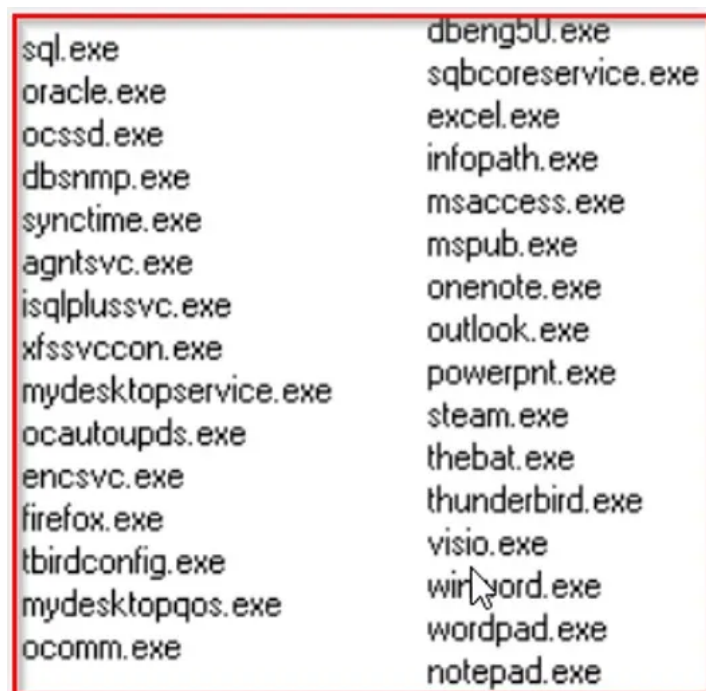 sql.exe
oracle.exe
ocssd.exe
dbsnmp.exe
synctime.exe
agntsvc.exe
isqlplussvc.exe
xfssvccon.exe
mydesktopservice.exe
ocautoupds.exe
encsvc.exe
firefox.exe
tbirdconfig.exe
mydesktopqos.exe
ocomm.exe
dbeng50.exe
sqbcoreservice.exe
excel.exe
infopath.exe
msaccess.exe
mspub.exe
onenote.exe
outlook.exe
powerpnt.exe
steam.exe
thebat.exe
thunderbird.exe
visio.exe
winword.exe
wordpad.exe
notepad.exe